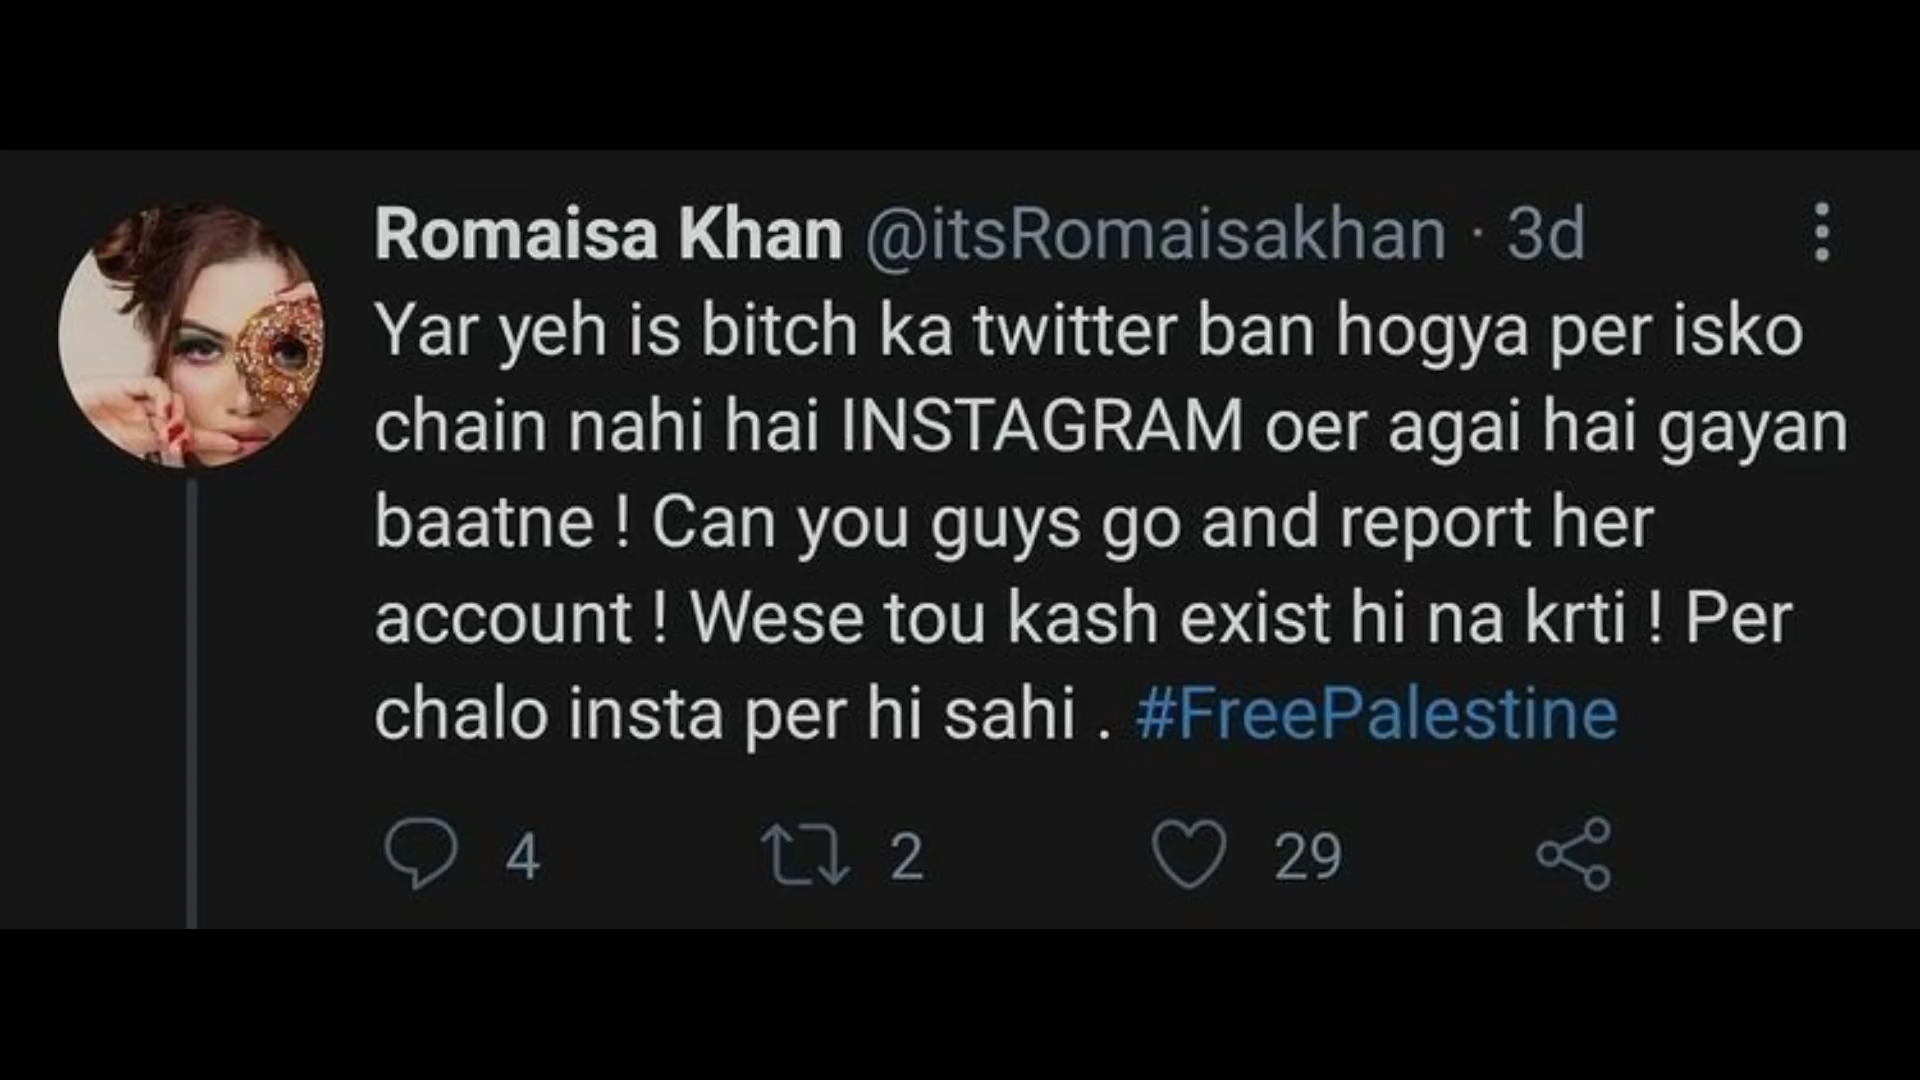 Romaisa Khan @itsRomaisakhan · 3d
Yar yeh is bitch ka twitter ban hogya per isko
chain nahi hai INSTAGRAM oer agai hai gayan
baatne ! Can you guys go and report her
account ! Wese tou kash exist hi na krti ! Per
chalo insta per hi sahi . #FreePalestine
4 2 29